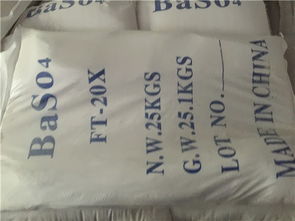 BaSO4
BaSO4
BaSO4
FT-20X
N.W.25KGS
G.W.25.1KGS
LOT NO.
MADE IN CHINA